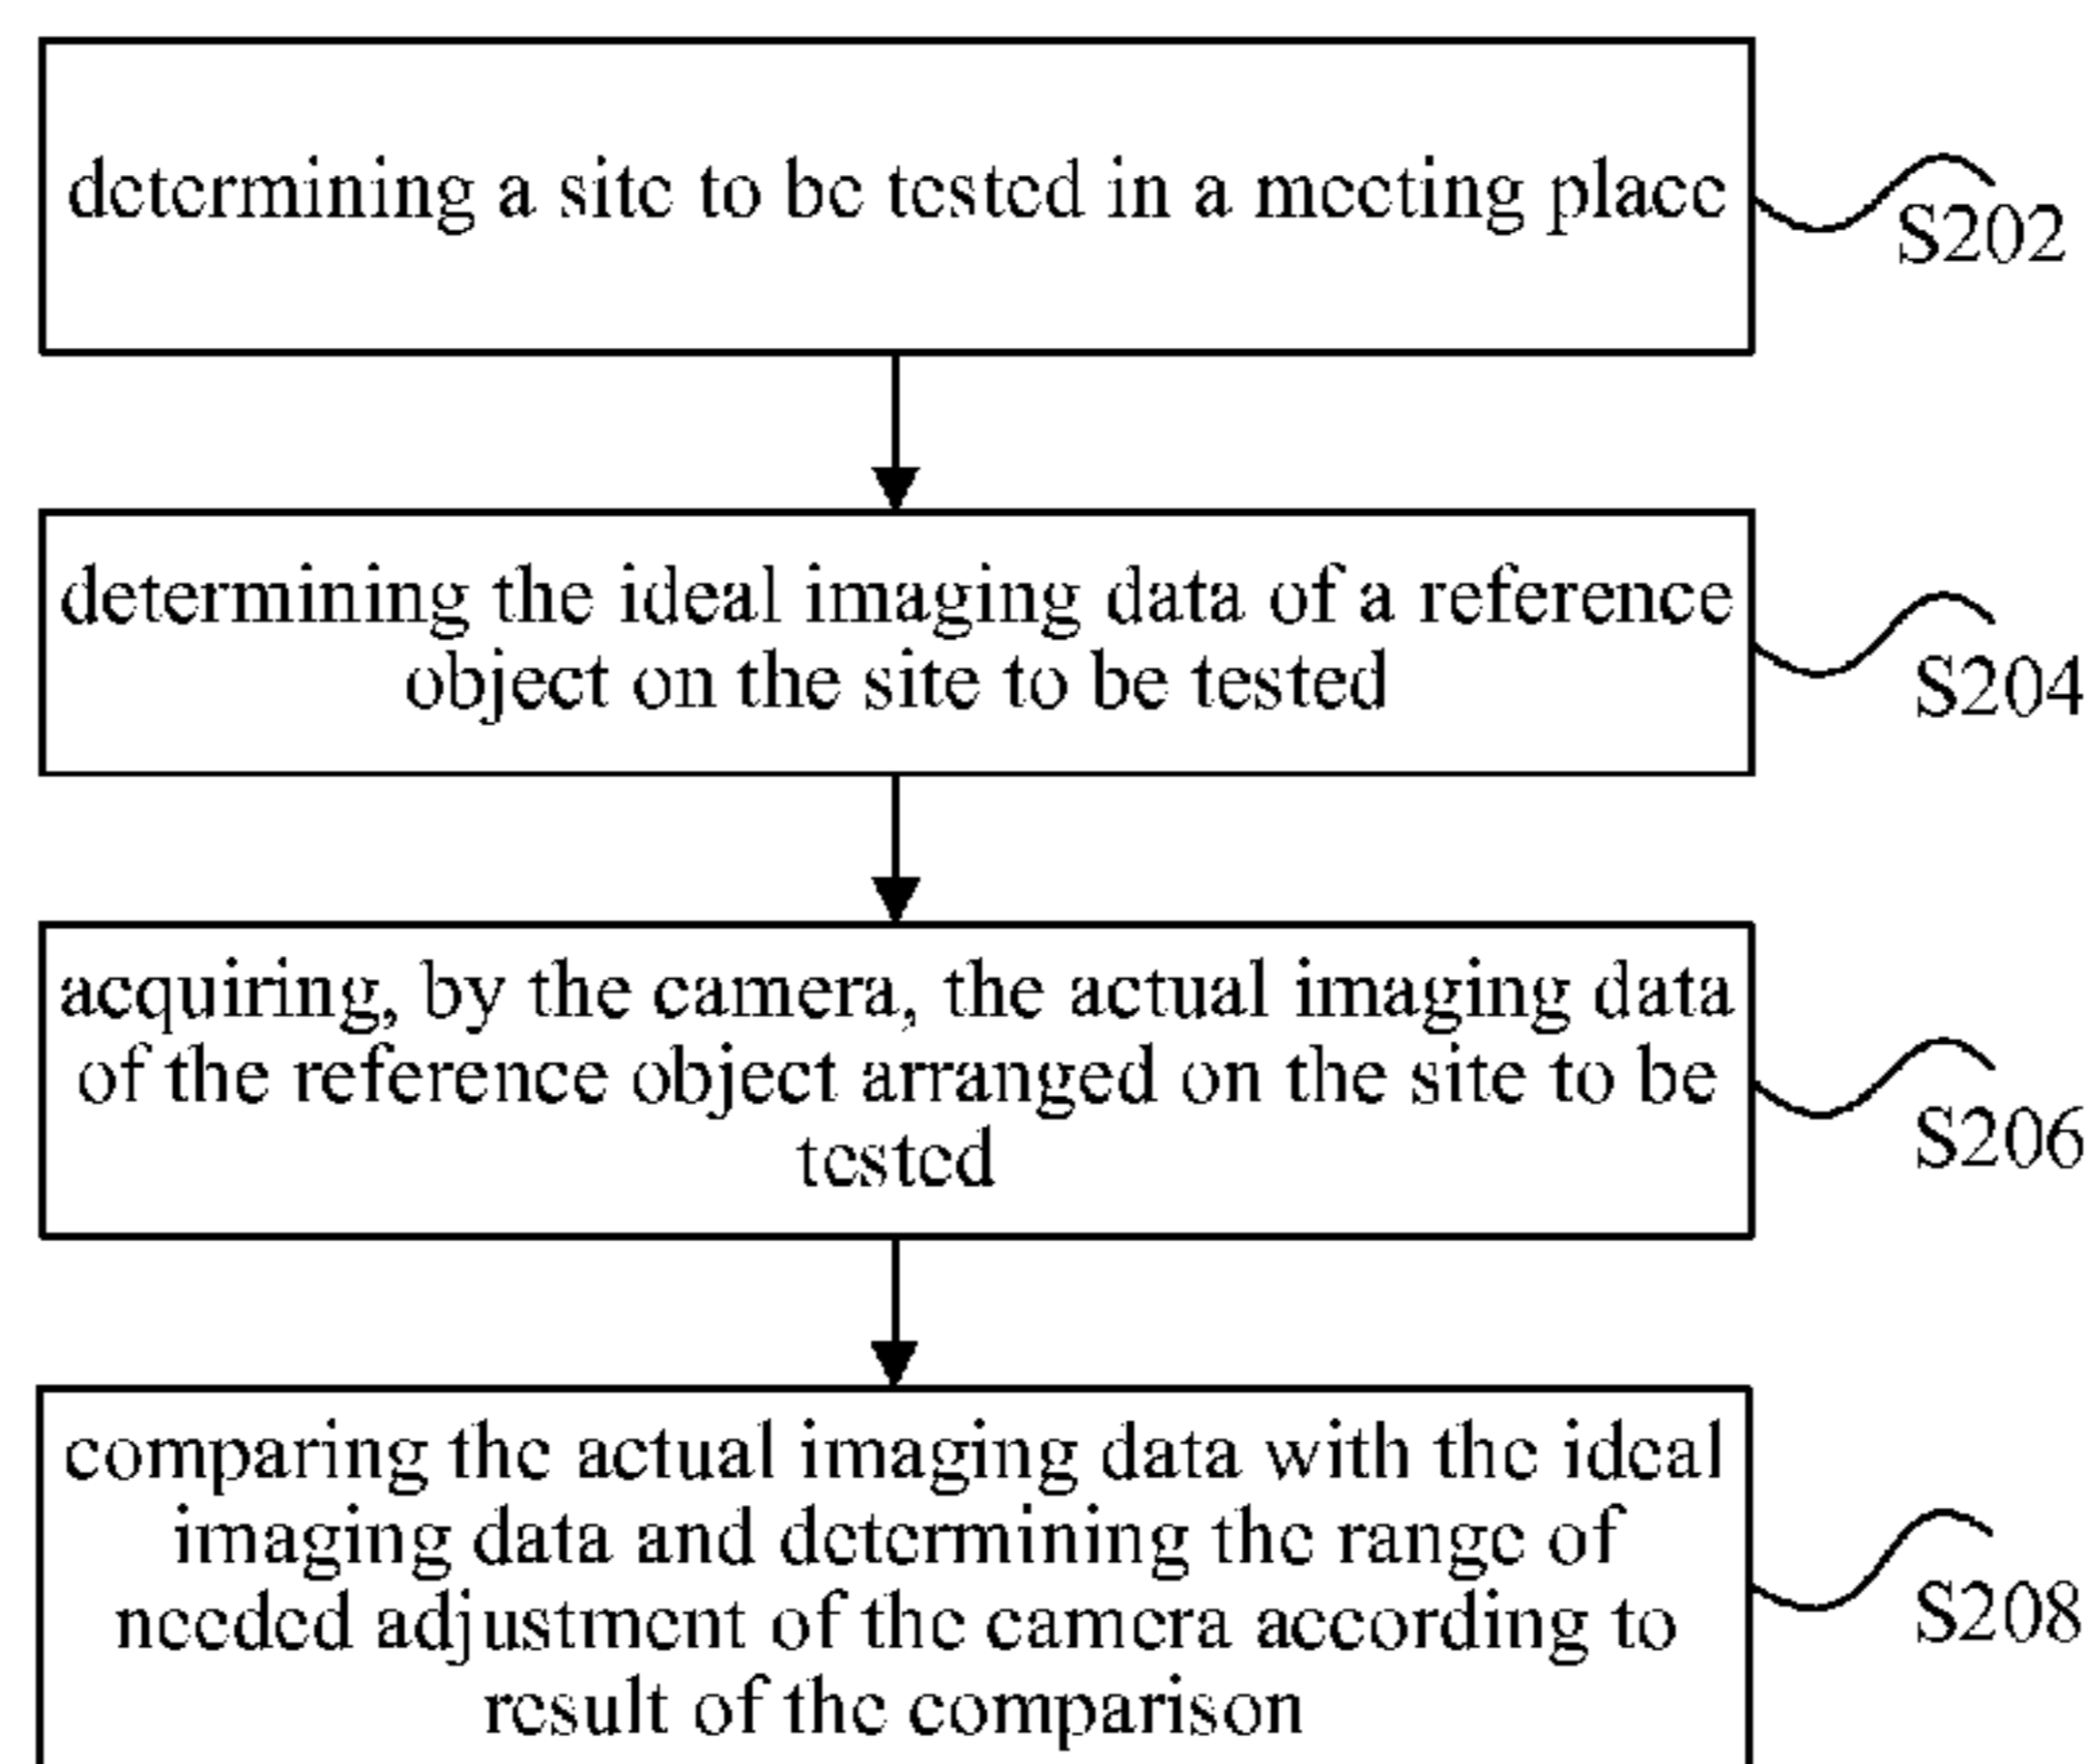 determining a site to be tested in a meeting place
S202
determining the ideal imaging data of a reference
object on the site to be tested
S204
acquiring, by the camera, the actual imaging data
of the reference object arranged on the site to be
tested
S206
comparing the actual imaging data with the ideal
imaging data and determining the range of
needed adjustment of the camera according to
result of the comparison
S208